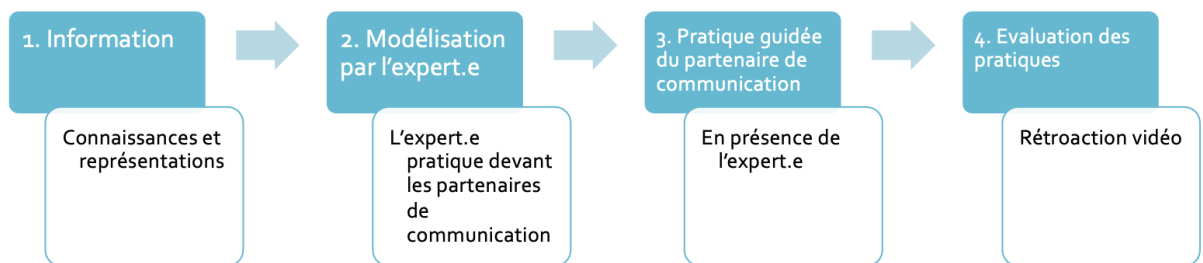 1. Information
Connaissances et
représentations
2. Modélisation
par l'expert.e
L'expert.e
pratique devant
les partenaires
de
communication
3. Pratique guidée
du partenaire de
communication
En présence de
l'expert.e
4. Evaluation des
pratiques
Rétroaction vidéo